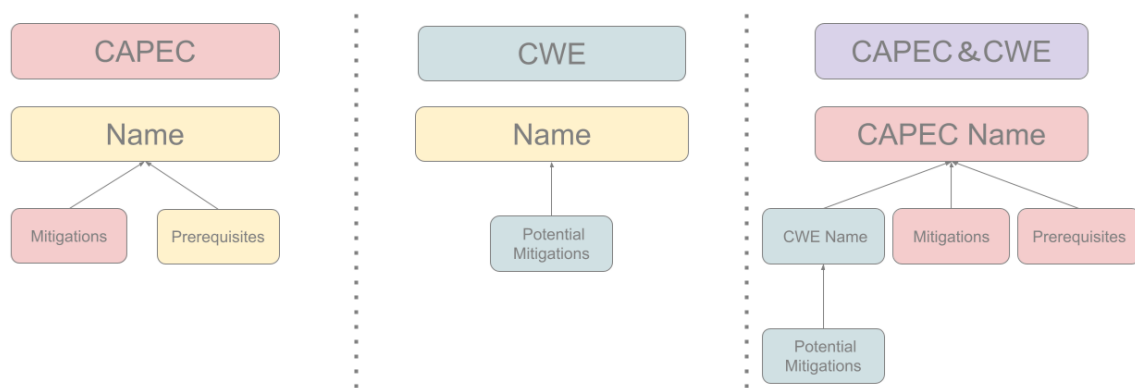 CAPEC
Name
Mitigations
Prerequisites
CWE
Name
Potential
Mitigations
CAPEC & CWE
CAPEC Name
CWE Name
Mitigations
Prerequisites
Potential
Mitigations